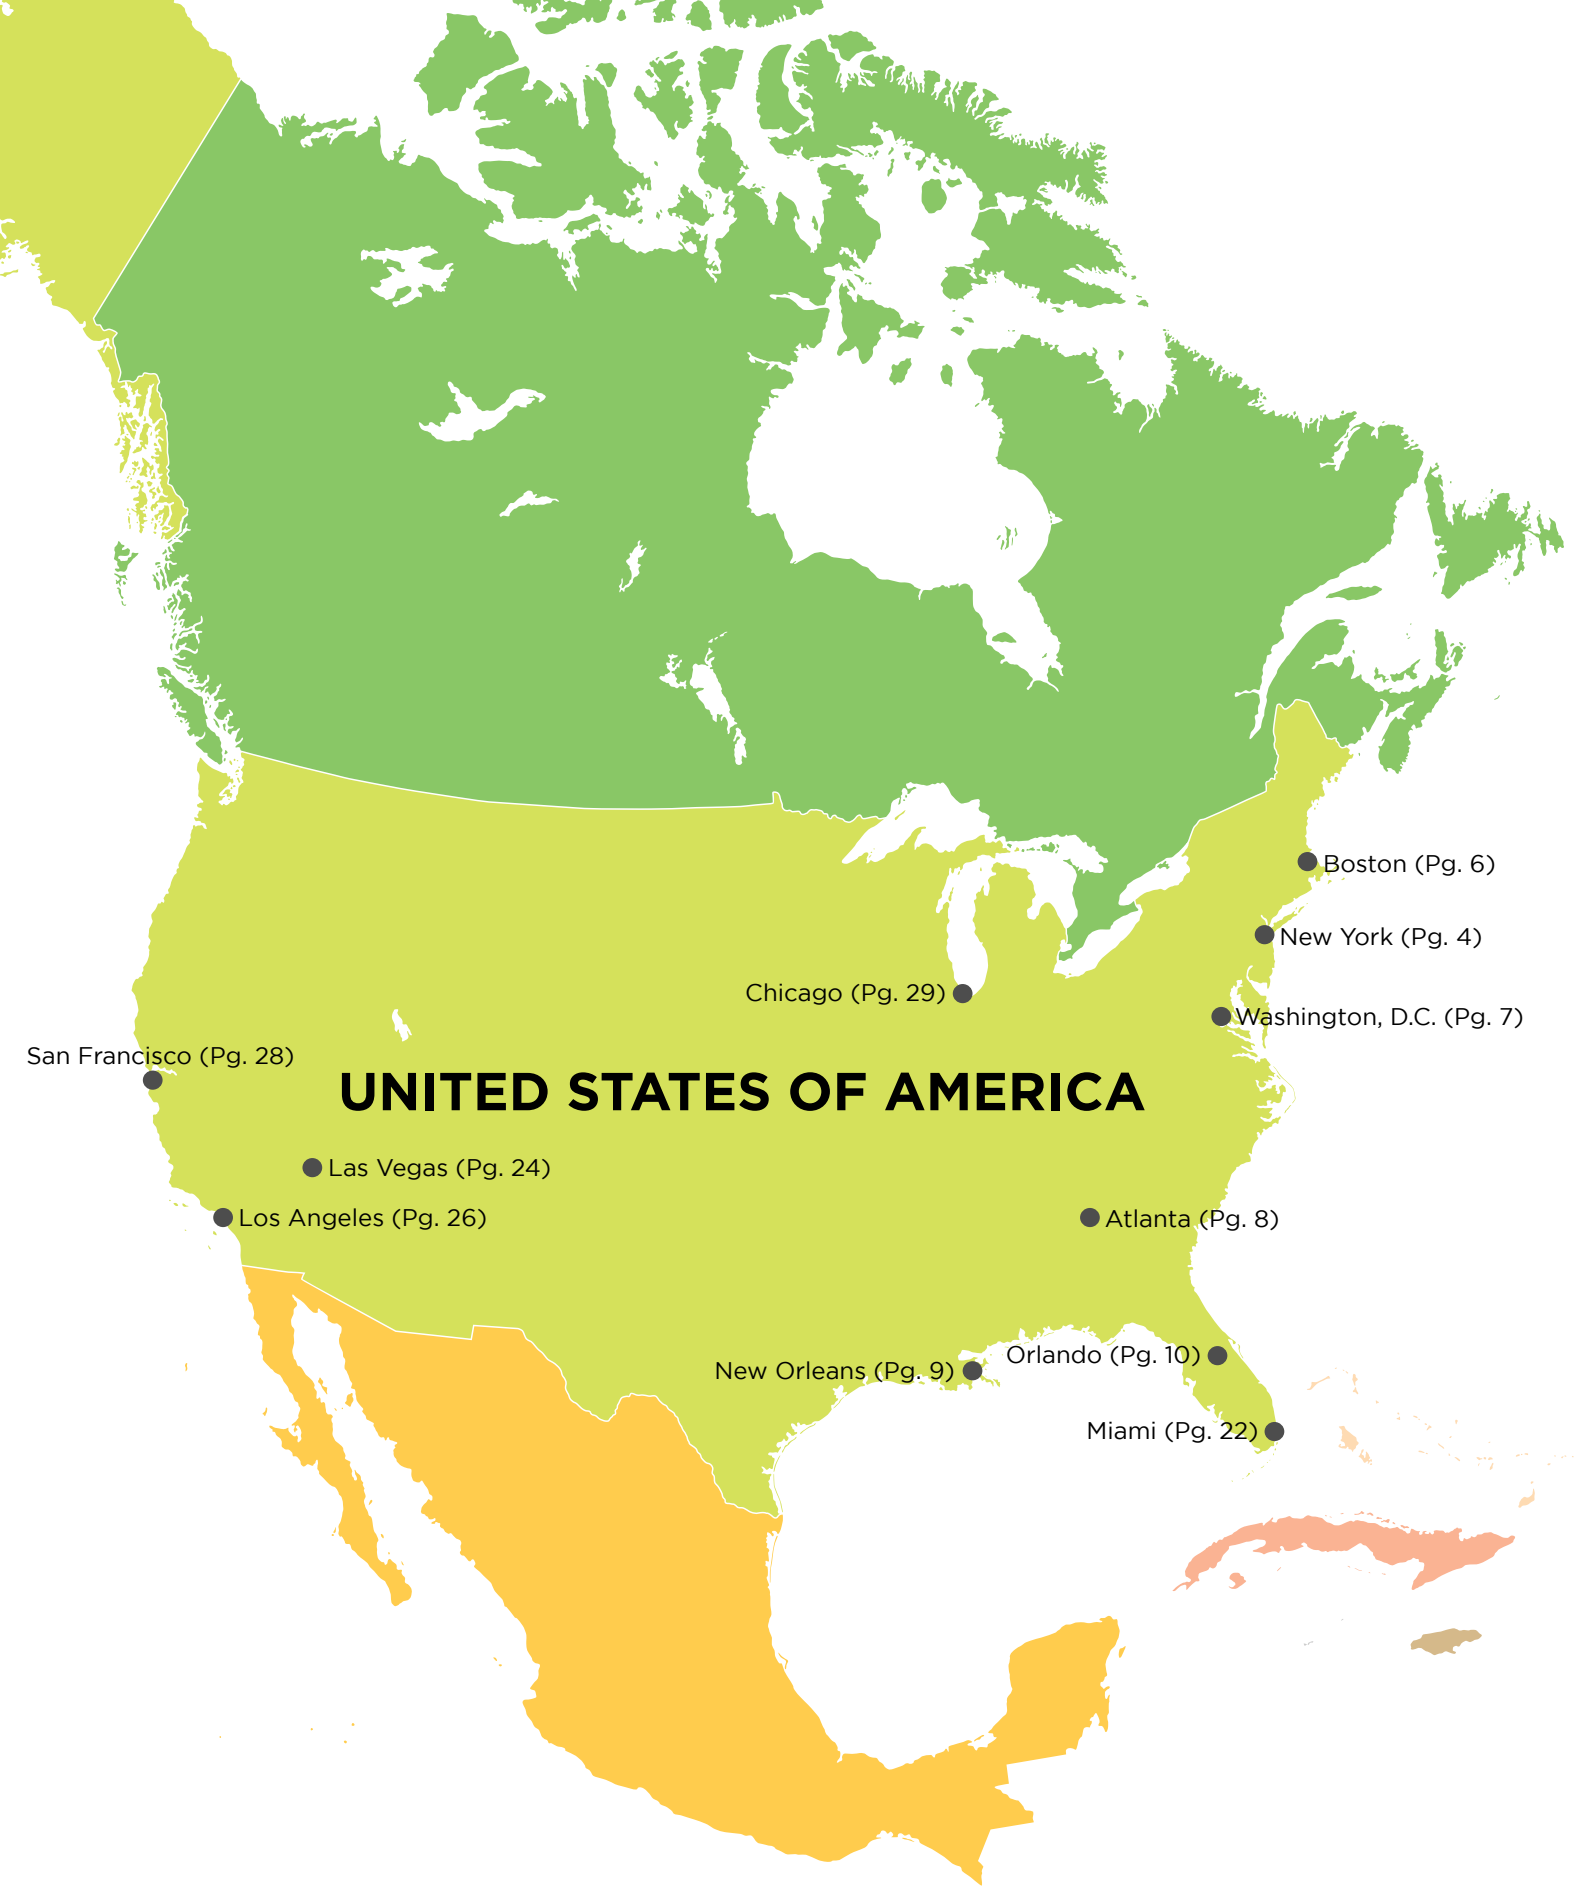 Boston (Pg. 6)
New York (Pg. 4)
Chicago (Pg. 29)
Washington, D.C. (Pg. 7)
San Francisco (Pg. 28)
UNITED STATES OF AMERICA
Las Vegas (Pg. 24)
Los Angeles (Pg. 26)
Atlanta (Pg. 8)
Orlando (Pg. 10)
New Orleans (Pg. 9)
Miami (Pg. 22)